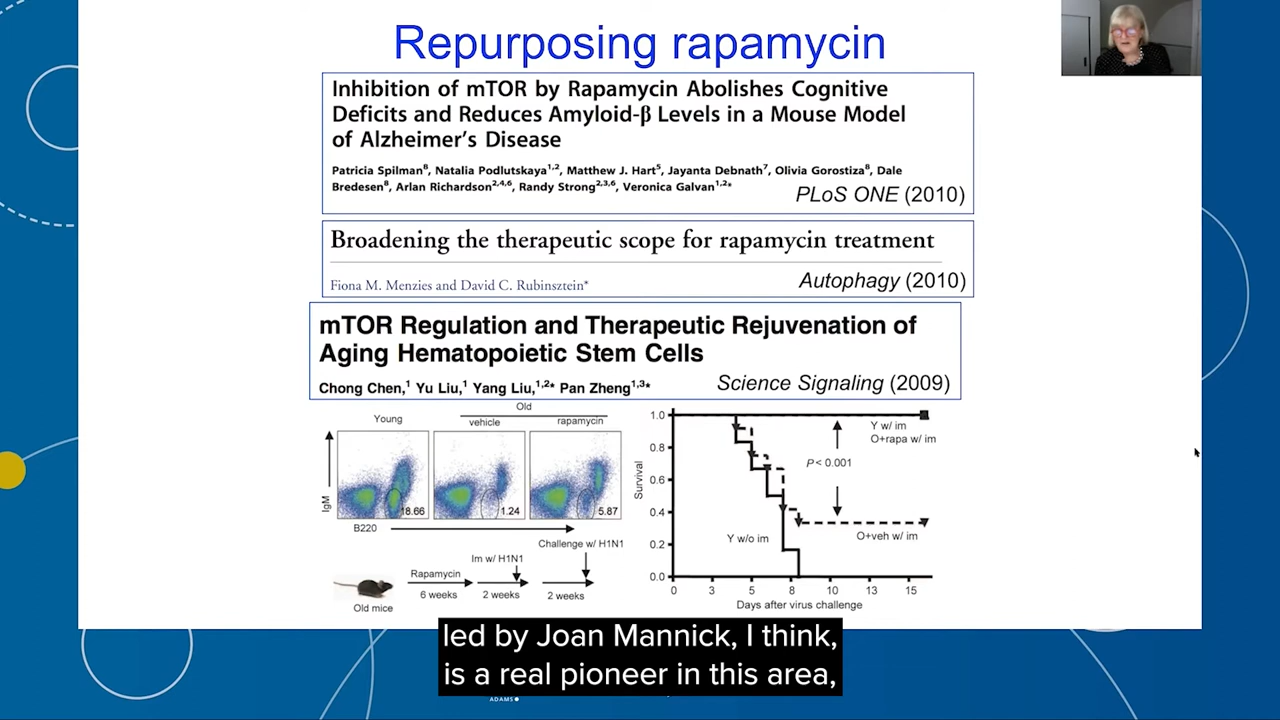 Repurposing rapamycin
Inhibition of mTOR by Rapamycin Abolishes Cognitive
Deficits and Reduces Amyloid-β Levels in a Mouse Model
of Alzheimer's Disease
Patricia Spilman⁸, Natalia Podlutskaya¹,², Matthew J. Hart⁵, Jayanta Debnath⁷, Olivia Gorostiza⁸, Dale
Bredesen⁸, Arlan Richardson²,⁴,⁶, Randy Strong²,³,⁶, Veronica Galvan¹,²*
PLoS ONE (2010)
Broadening the therapeutic scope for rapamycin treatment
Fiona M. Menzies and David C. Rubinsztein*
Autophagy (2010)
mTOR Regulation and Therapeutic Rejuvenation of
Aging Hematopoietic Stem Cells
Chong Chen,¹ Yu Liu,¹ Yang Liu,¹,²* Pan Zheng¹,³*
Science Signaling (2009)
Old
Young
vehicle
rapamycin
IgM
18.66
1.24
5.87
B220
Challenge w/ H1N1
Im w/ H1N1
Rapamycin
6 weeks
2 weeks
2 weeks
Old mice
Survival
1.0
0.8
0.6
0.4
0.2
0.0
Y w/ im
O+rapa w/ im
P< 0.001
Y w/o im
O+veh w/ im
0 3 5 8 10 13 15
Days after virus challenge
led by Joan Mannick, I think,
is a real pioneer in this area,
ADAMS